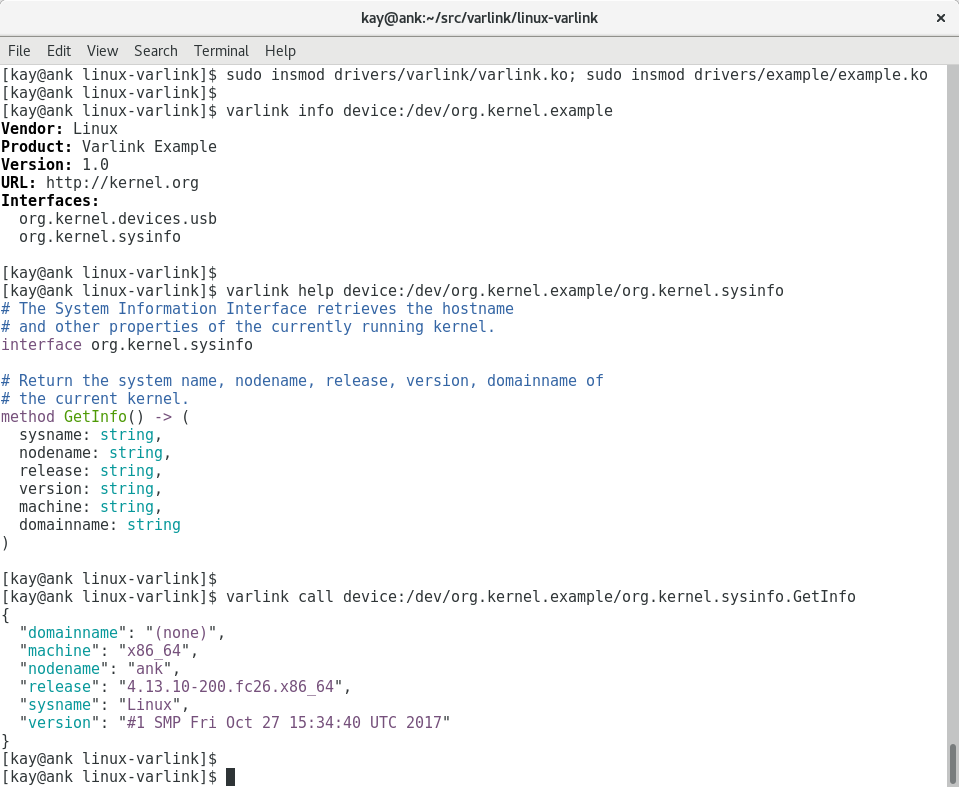 kay@ank:~/src/varlink/linux-varlink
File Edit View Search Terminal Help
[kay@ank linux-varlink]$ sudo insmod drivers/varlink/varlink.ko; sudo insmod drivers/example/example.ko
[kay@ank linux-varlink]$
[kay@ank linux-varlink]$ varlink info device:/dev/org.kernel.example
Vendor: Linux
Product: Varlink Example
Version: 1.0
URL: http://kernel.org
Interfaces:
  org.kernel.devices.usb
  org.kernel.sysinfo

[kay@ank linux-varlink]$
[kay@ank linux-varlink]$ varlink help device:/dev/org.kernel.example/org.kernel.sysinfo
# The System Information Interface retrieves the hostname
# and other properties of the currently running kernel.
interface org.kernel.sysinfo

# Return the system name, nodename, release, version, domainname of
# the current kernel.
method GetInfo() -> (
  sysname: string,
  nodename: string,
  release: string,
  version: string,
  machine: string,
  domainname: string
)

[kay@ank linux-varlink]$
[kay@ank linux-varlink]$ varlink call device:/dev/org.kernel.example/org.kernel.sysinfo.GetInfo
{
  "domainname": "(none)",
  "machine": "x86_64",
  "nodename": "ank",
  "release": "4.13.10-200.fc26.x86_64",
  "sysname": "Linux",
  "version": "#1 SMP Fri Oct 27 15:34:40 UTC 2017"
}
[kay@ank linux-varlink]$
[kay@ank linux-varlink]$